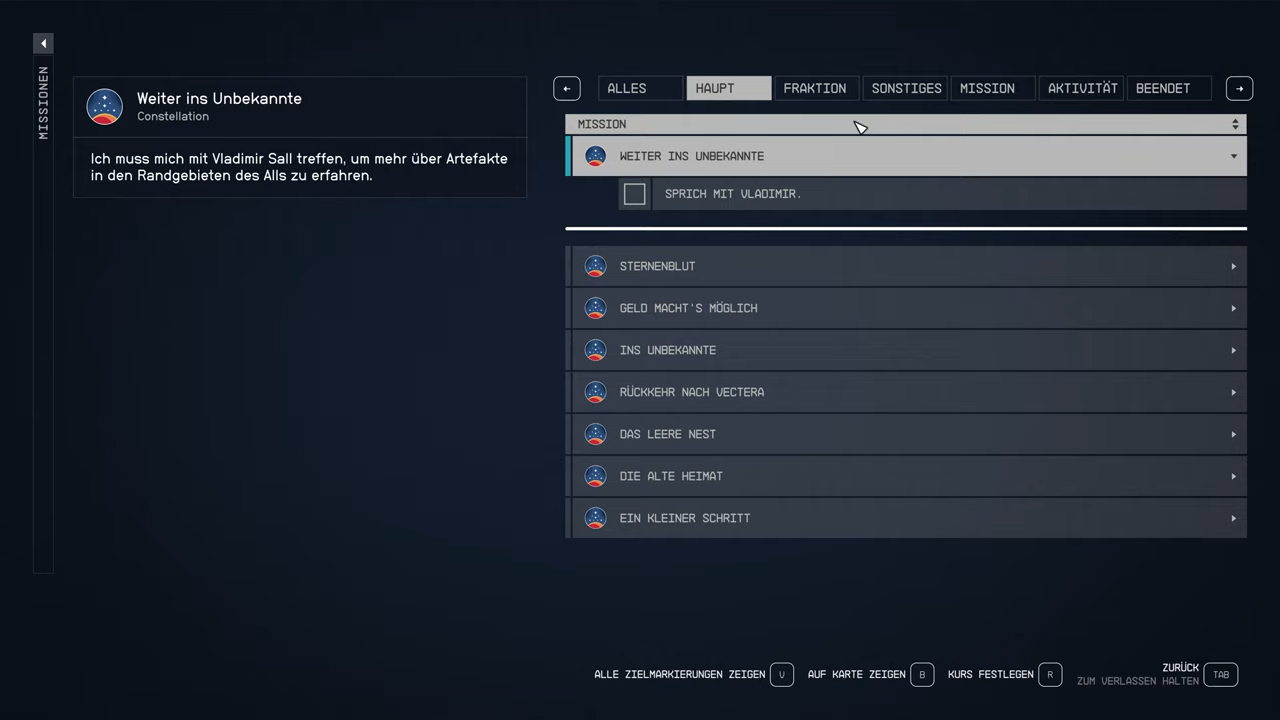 MISSIONEN
Weiter ins Unbekannte
Constellation
Ich muss mich mit Vladimir Sall treffen, um mehr über Artefakte
in den Randgebieten des Alls zu erfahren.
ALLES HAUPT FRAKTION SONSTIGES MISSION AKTIVITÄT BEENDET
MISSION
WEITER INS UNBEKANNTE
SPRICH MIT VLADIMIR.
STERNENBLUT
GELD MACHT'S MÖGLICH
INS UNBEKANNTE
RÜCKKEHR NACH VECTERA
DAS LEERE NEST
DIE ALTE HEIMAT
EIN KLEINER SCHRITT
ALLE ZIELMARKIERUNGEN ZEIGEN V AUF KARTE ZEIGEN B KURS FESTLEGEN R ZURÜCK TAB
ZUM VERLASSEN HALTEN